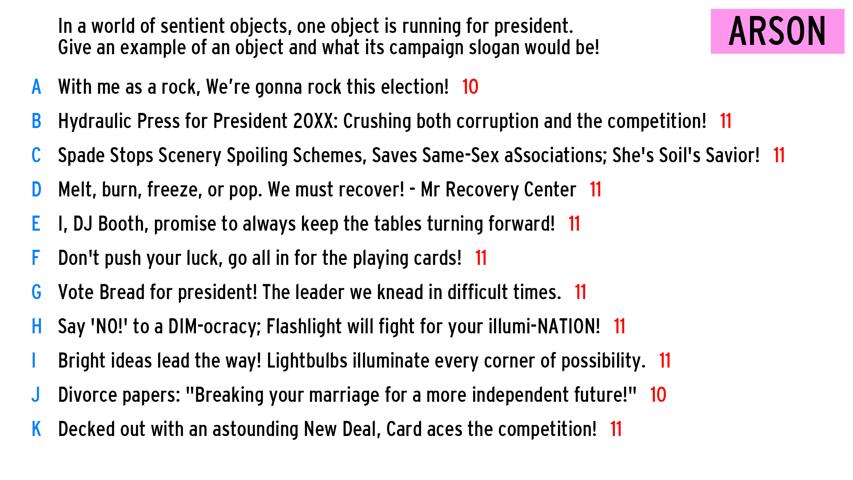 In a world of sentient objects, one object is running for president.
Give an example of an object and what its campaign slogan would be!
ARSON
A With me as a rock, We're gonna rock this election! 10
B Hydraulic Press for President 20XX: Crushing both corruption and the competition! 11
C Spade Stops Scenery Spoiling Schemes, Saves Same-Sex aSsociations; She's Soil's Savior! 11
D Melt, burn, freeze, or pop. We must recover! - Mr Recovery Center 11
E I, DJ Booth, promise to always keep the tables turning forward! 11
F Don't push your luck, go all in for the playing cards! 11
G Vote Bread for president! The leader we knead in difficult times. 11
H Say 'NO!' to a DIM-ocracy; Flashlight will fight for your illumi-NATION! 11
I Bright ideas lead the way! Lightbulbs illuminate every corner of possibility. 11
J Divorce papers: "Breaking your marriage for a more independent future!" 10
K Decked out with an astounding New Deal, Card aces the competition! 11